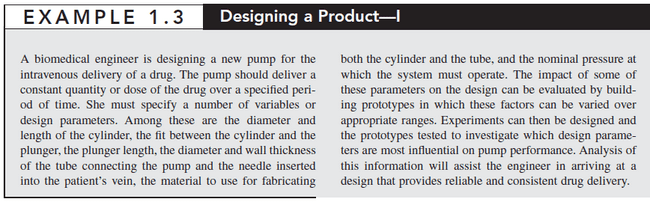 EXAMPLE 1.3 Designing a Product—I
A biomedical engineer is designing a new pump for the
intravenous delivery of a drug. The pump should deliver a
constant quantity or dose of the drug over a specified peri-
od of time. She must specify a number of variables or
design parameters. Among these are the diameter and
length of the cylinder, the fit between the cylinder and the
plunger, the plunger length, the diameter and wall thickness
of the tube connecting the pump and the needle inserted
into the patient's vein, the material to use for fabricating
both the cylinder and the tube, and the nominal pressure at
which the system must operate. The impact of some of
these parameters on the design can be evaluated by build-
ing prototypes in which these factors can be varied over
appropriate ranges. Experiments can then be designed and
the prototypes tested to investigate which design parame-
ters are most influential on pump performance. Analysis of
this information will assist the engineer in arriving at a
design that provides reliable and consistent drug delivery.